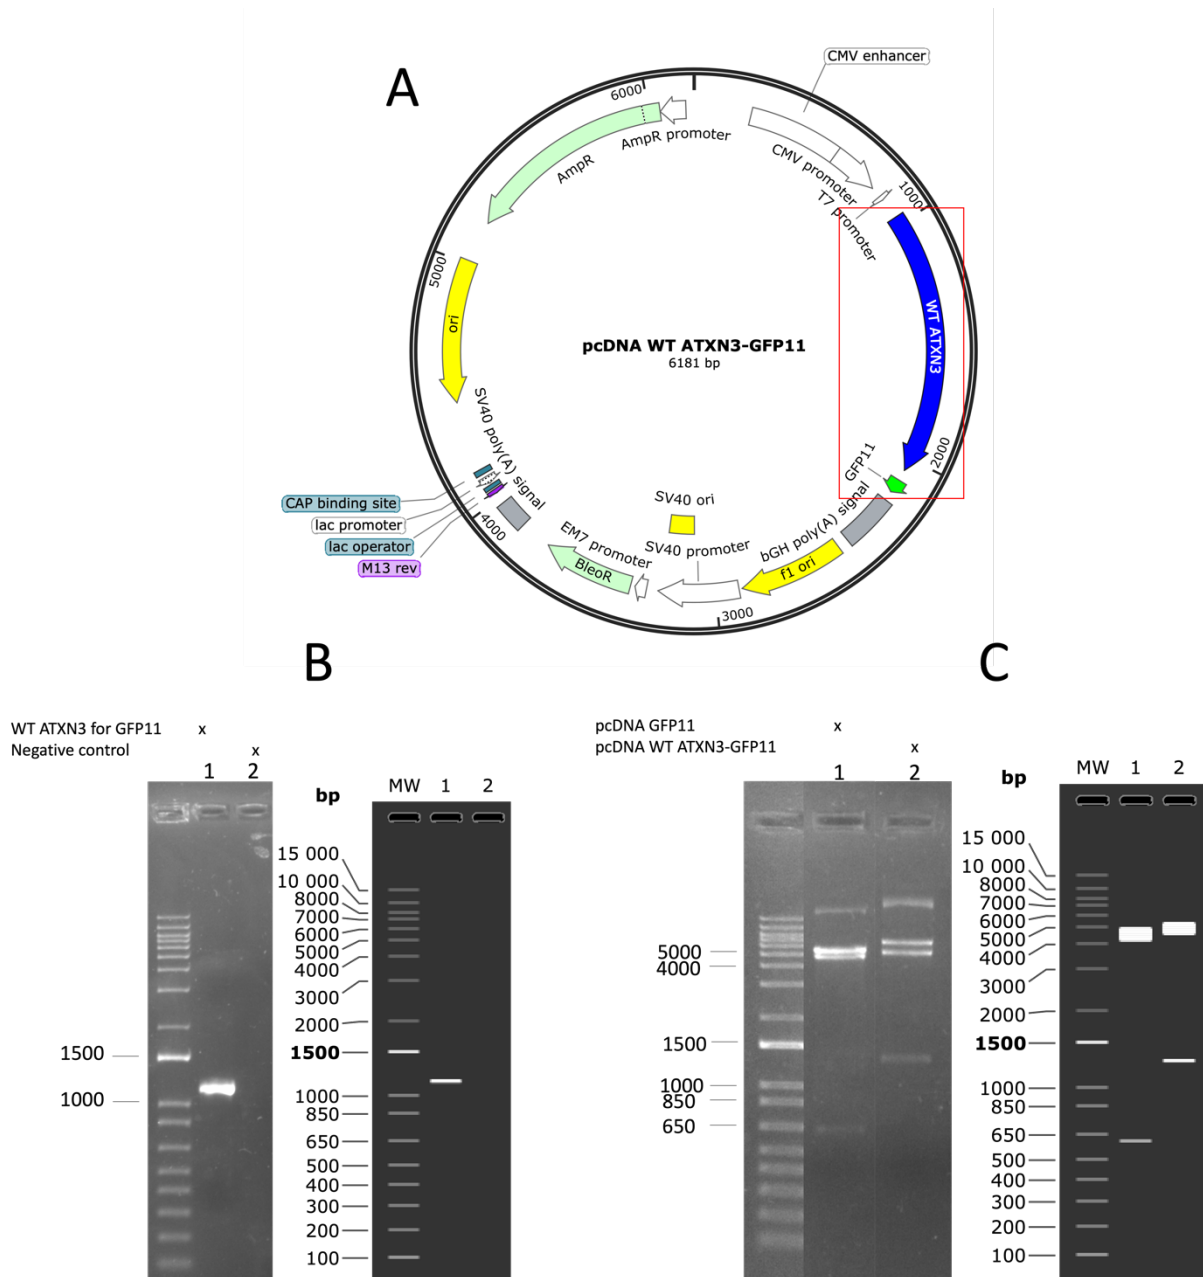 A
CMV enhancer
6000
AmpR promoter
AmpR
CMV promoter
T7 promoter
1000
5000
ori
WT ATXN3
pcDNA WT ATXN3-GFP11
6181 bp
SV40 poly(A) signal
GFP11
2000
CAP binding site
lac promoter
lac operator
M13 rev
4000
SV40 ori
EM7 promoter
SV40 promoter
bGH poly(A) signal
BleoR
f1 ori
3000
B
C
WT ATXN3 for GFP11 x
Negative control x
1 2
bp
MW 1 2
15 000
10 000
8000
7000
6000
5000
4000
3000
2000
1500
1000
850
650
500
400
300
200
100
1500
1000
pcDNA GFP11 x
pcDNA WT ATXN3-GFP11 x
1 2
bp
MW 1 2
5000
4000
1500
1000
850
650
15 000
10 000
8000
7000
6000
5000
4000
3000
2000
1500
1000
850
650
500
400
300
200
100